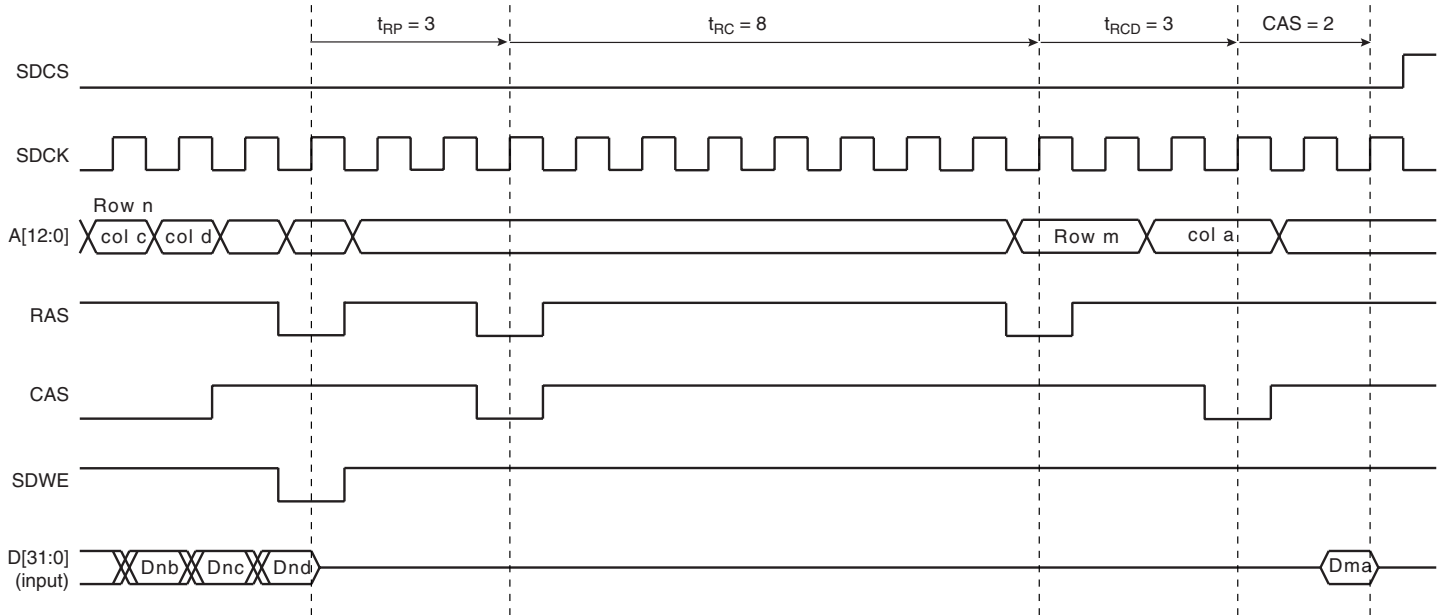 tRP = 3
tRC = 8
tRCD = 3
CAS = 2
SDCS
SDCK
Row n
A[12:0]
col c
col d
Row m
col a
RAS
CAS
SDWE
D[31:0]
(input)
Dnb
Dnc
Dnd
Dma